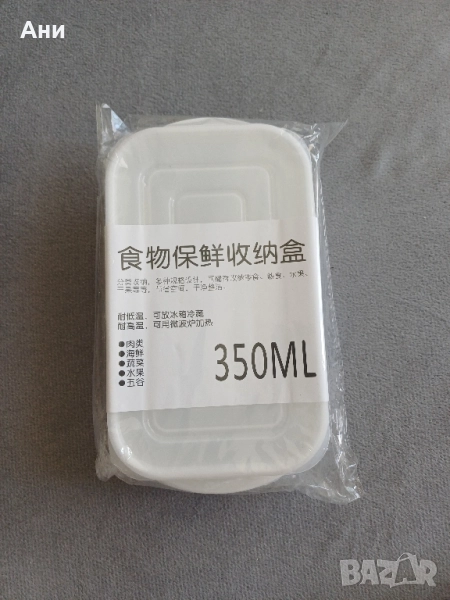 Ани
食物保鲜收纳盒
耐低温、可放冰箱冷藏
耐高温、可用微波炉加热
●肉类
●海鲜
●蔬菜
●水果
●五谷
350ML
BAZAR